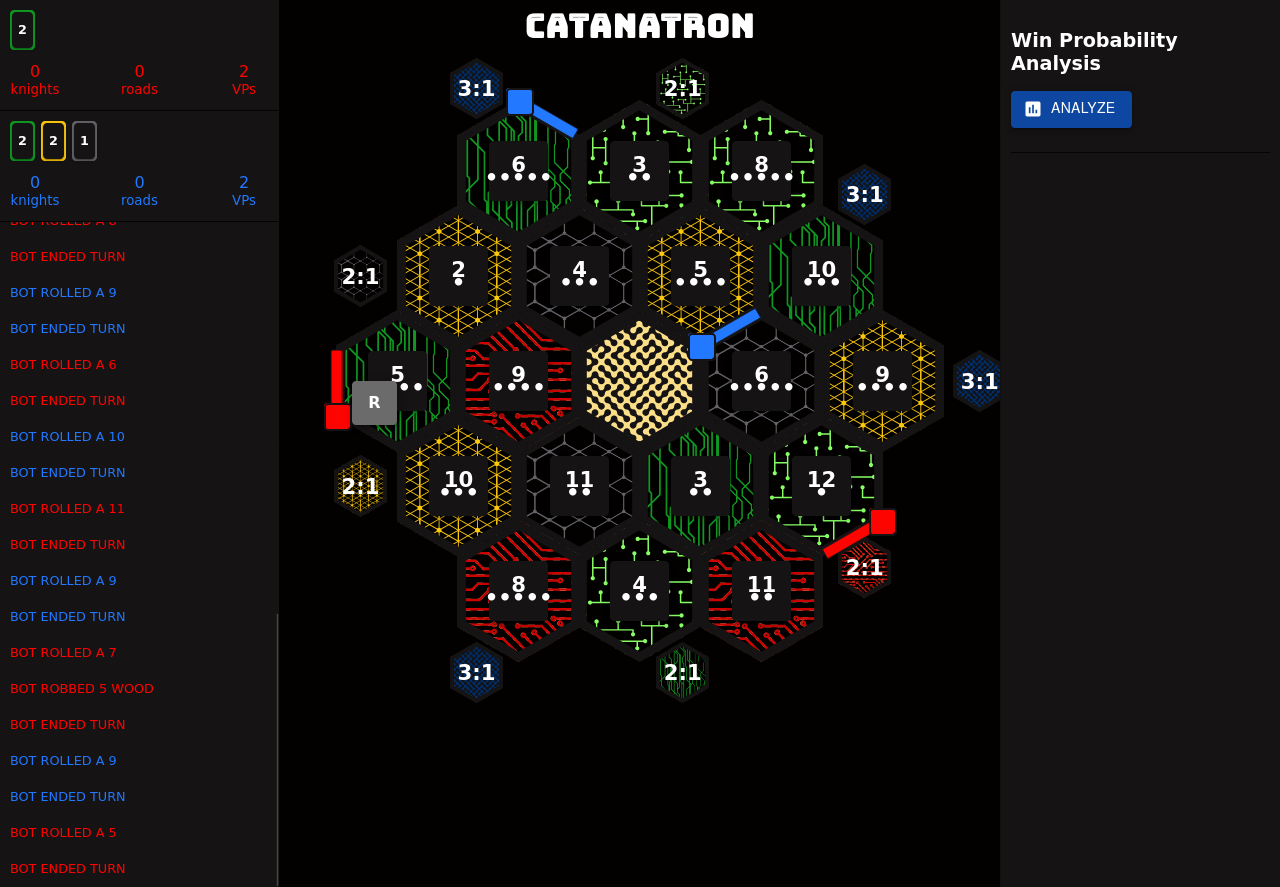 CATANATRON
2
0
0
2
knights
roads
VPs
2
2
1
0
0
2
knights
roads
VPs
BOT ENDED TURN
BOT ROLLED A 9
BOT ENDED TURN
BOT ROLLED A 6
BOT ENDED TURN
BOT ROLLED A 10
BOT ENDED TURN
BOT ROLLED A 11
BOT ENDED TURN
BOT ROLLED A 9
BOT ENDED TURN
BOT ROLLED A 7
BOT ROBBED 5 WOOD
BOT ENDED TURN
BOT ROLLED A 9
BOT ENDED TURN
BOT ROLLED A 5
BOT ENDED TURN
3:1
2:1
6
3
8
3:1
2:1
2
4
5
10
5
9
6
9
3:1
R
2:1
10
11
3
12
2:1
8
4
11
3:1
2:1
Win Probability
Analysis
ANALYZE